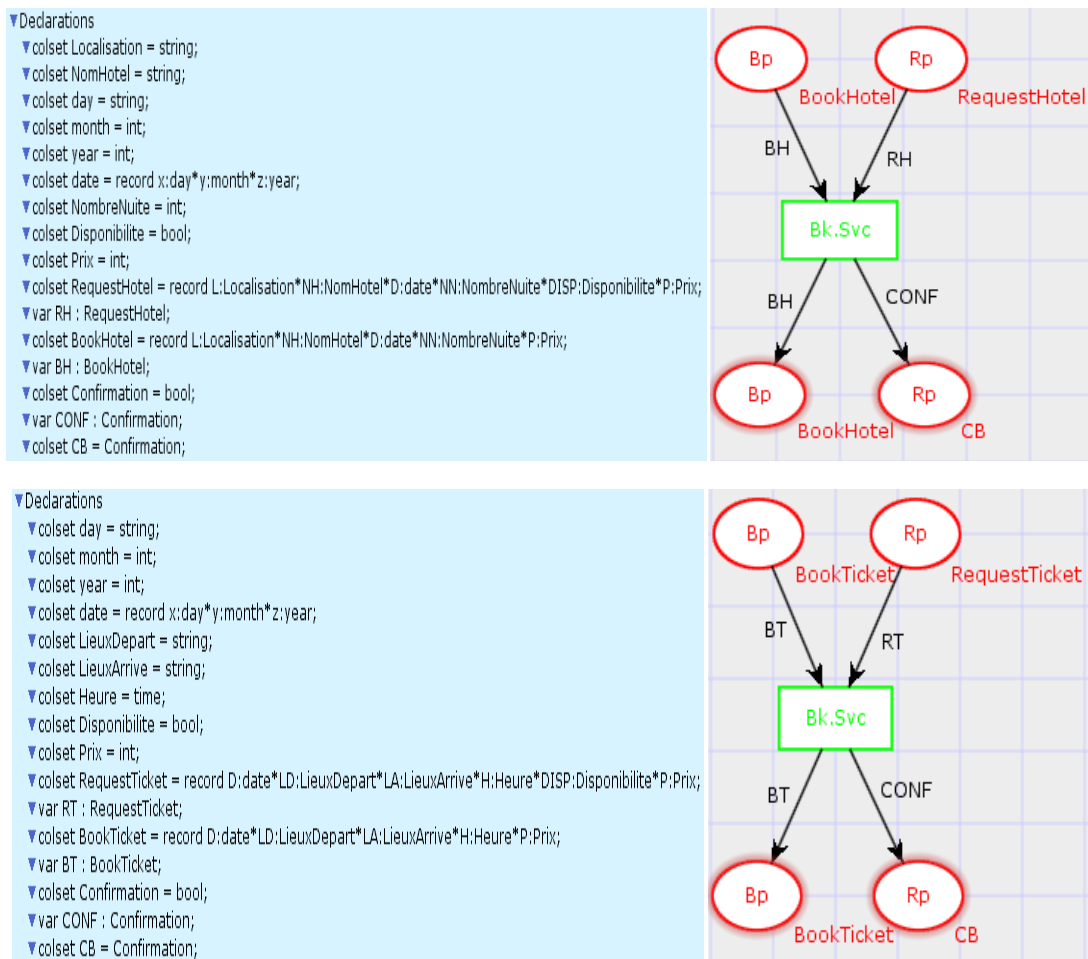 Declarations
colset Localisation = string;
colset NomHotel = string;
colset day = string;
colset month = int;
colset year = int;
colset date = record x:day*y:month*z:year;
colset NombreNuite = int;
colset Disponibilite = bool;
colset Prix = int;
colset RequestHotel = record L:Localisation*NH:NomHotel*D:date*NN:NombreNuite*DISP:Disponibilite*P:Prix;
var RH : RequestHotel;
colset BookHotel = record L:Localisation*NH:NomHotel*D:date*NN:NombreNuite*P:Prix;
var BH : BookHotel;
colset Confirmation = bool;
var CONF : Confirmation;
colset CB = Confirmation;
Bp Rp
BookHotel RequestHotel
BH RH
Bk.Svc
BH CONF
Bp Rp
BookHotel CB
Declarations
colset day = string;
colset month = int;
colset year = int;
colset date = record x:day*y:month*z:year;
colset LieuxDepart = string;
colset LieuxArrive = string;
colset Heure = time;
colset Disponibilite = bool;
colset Prix = int;
colset RequestTicket = record D:date*LD:LieuxDepart*LA:LieuxArrive*H:Heure*DISP:Disponibilite*P:Prix;
var RT : RequestTicket;
colset BookTicket = record D:date*LD:LieuxDepart*LA:LieuxArrive*H:Heure*P:Prix;
var BT : BookTicket;
colset Confirmation = bool;
var CONF : Confirmation;
colset CB = Confirmation;
Bp Rp
BookTicket RequestTicket
BT RT
Bk.Svc
BT CONF
Bp Rp
BookTicket CB